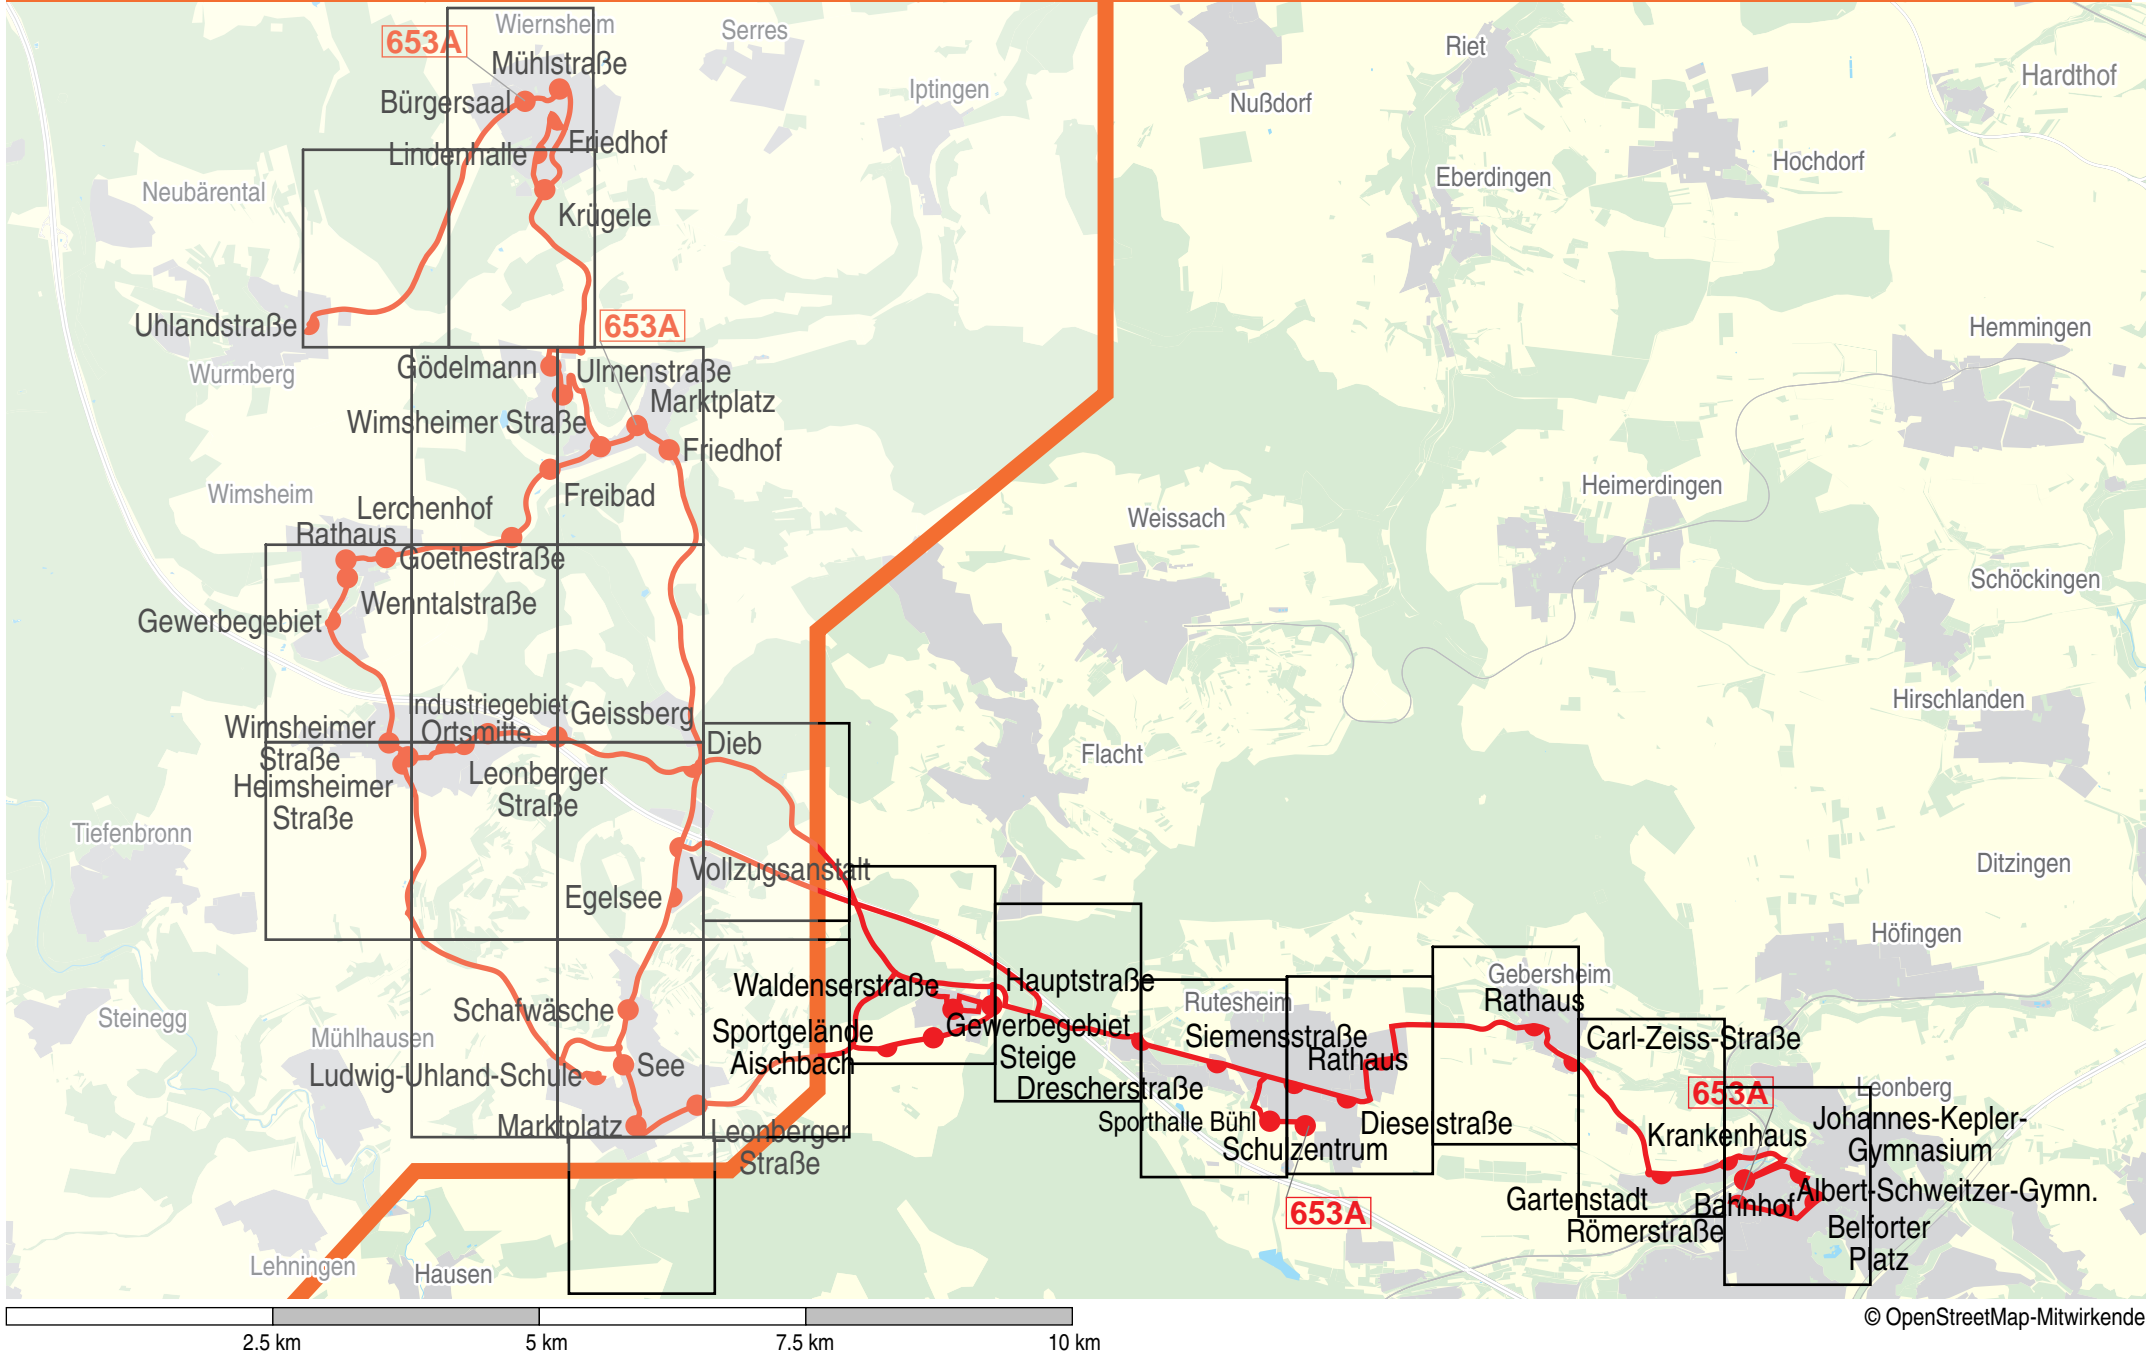 Wiernsheim
653A
Serres
Mühlstraße
Riet
Hardthof
Iptingen
Bürgersaal
Nußdorf
Friedhof
Lindenhalle
Hochdorf
Neubärental
Eberdingen
Krügele
Uhlandstraße
653A
Hemmingen
Wurmberg
Gödelmann
Ulmenstraße
Marktplatz
Wimsheimer Straße
Friedhof
Wimsheim
Freibad
Heimerdingen
Lerchenhof
Weissach
Rathaus
Goethestraße
Schöckingen
Wenntalstraße
Gewerbegebiet
Hirschlanden
Industriegebiet
Geissberg
Wimsheimer
Straße
Ortsmitte
Dieb
Flacht
Heimsheimer
Straße
Leonberger
Straße
Tiefenbronn
Vollzugsanstalt
Ditzingen
Egelsee
Höfingen
Waldenserstraße
Hauptstraße
Gebersheim
Rathaus
Rutesheim
Schafwäsche
Steinegg
Mühlhausen
Sportgelände
Aischbach
Gewerbegebiet
Steige
Siemensstraße
Rathaus
Carl-Zeiss-Straße
See
Ludwig-Uhland-Schule
Drescherstraße
653A
Leonberg
Marktplatz
Leonberger
Straße
Sporthalle Bühl
Schulzentrum
Dieselstraße
Krankenhaus
Johannes-Kepler-
Gymnasium
Gartenstadt
Bahnhof
Albert-Schweitzer-Gymn.
653A
Römerstraße
Belforter
Platz
Lehningen
Hausen
2.5 km
5 km
7.5 km
10 km
© OpenStreetMap-Mitwirkende